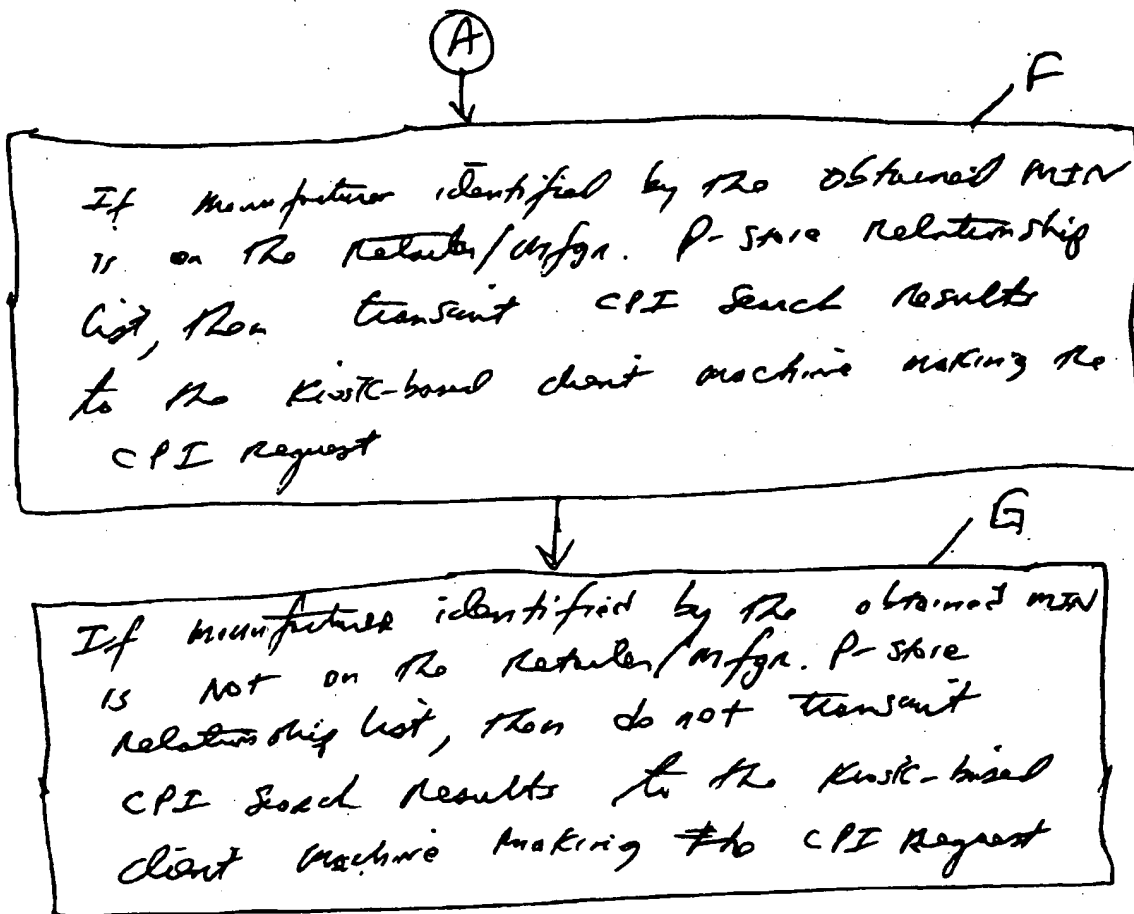 A
F
If manufacturer identified by the obtained MIN
is on the Retailer/Mfgr. P-store Relationship
list, then transmit CPI Search Results
to the Kiosk-based client machine making the
CPI Request
G
If manufacturer identified by the obtained MIN
is Not on the Retailer/Mfgr. P-store
Relationship list, then do not transmit
CPI Search Results to the Kiosk-based
client machine making the CPI Request